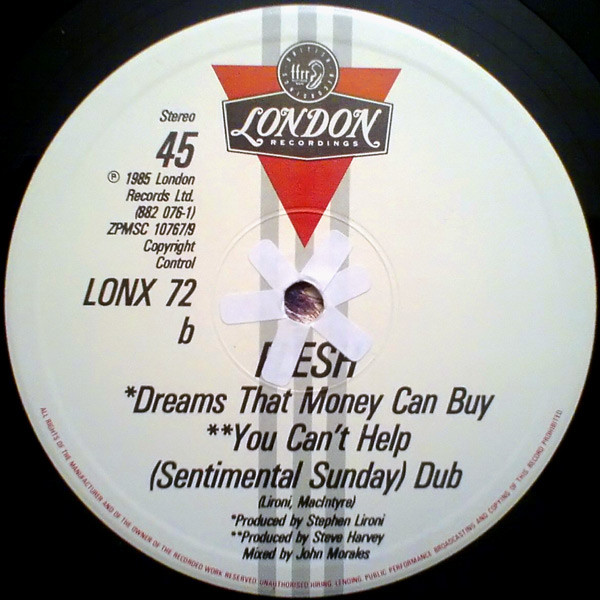 BRITISH
ffrr
LONDON
RECORDINGS
Stereo
45
℗ 1985 London
Records Ltd.
(882 076-1)
ZPMSC 10767/9
Copyright
Control
LONX 72
b
*Dreams That Money Can Buy
**You Can't Help
(Sentimental Sunday) Dub
(Lironi, MacIntyre)
*Produced by Stephen Lironi
**Produced by Steve Harvey
Mixed by John Morales
ALL RIGHTS OF THE MANUFACTURER AND OF THE OWNER OF THE RECORDED WORK RESERVED. UNAUTHORISED HIRING, LENDING, PUBLIC PERFORMANCE, BROADCASTING AND COPYING OF THIS RECORD PROHIBITED.